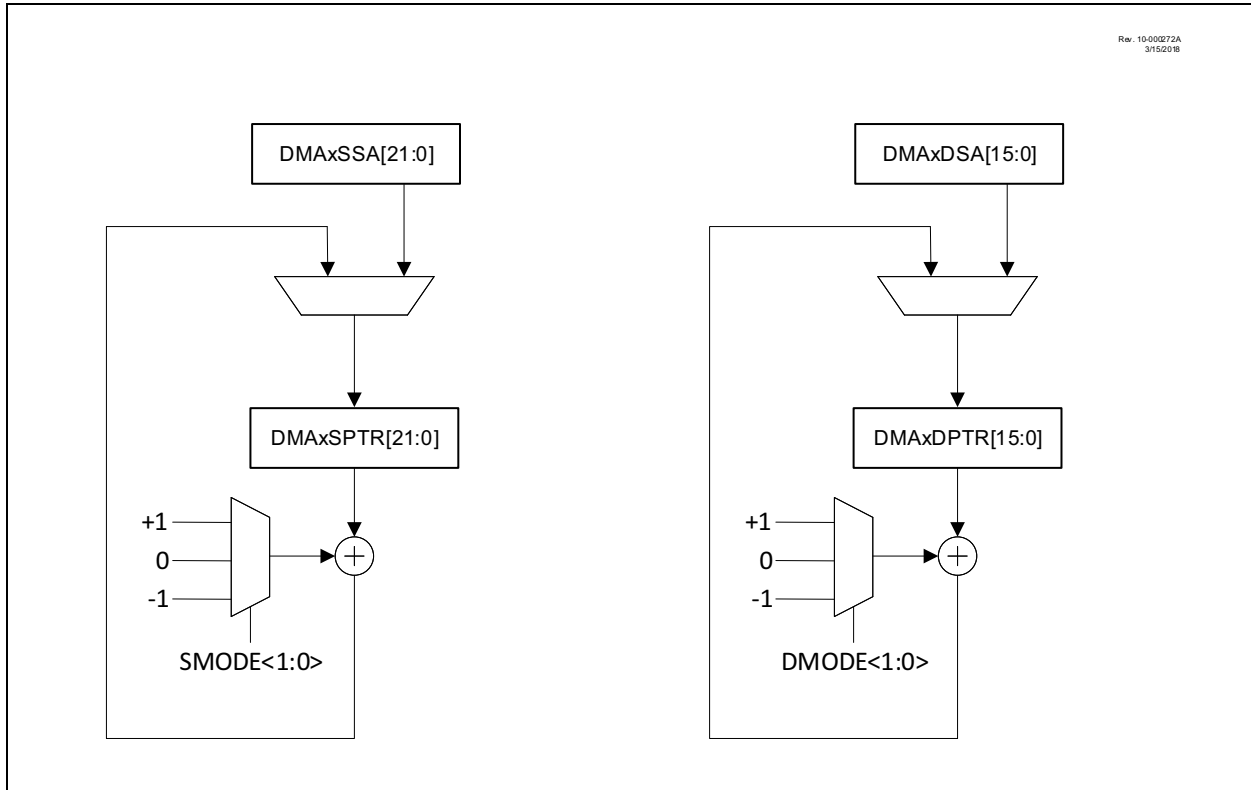 Rev. 10-000272A
3/15/2018
DMAxSSA[21:0]
DMAxDSA[15:0]
DMAxSPTR[21:0]
DMAxDPTR[15:0]
+1
0
-1
SMODE<1:0>
+1
0
-1
DMODE<1:0>